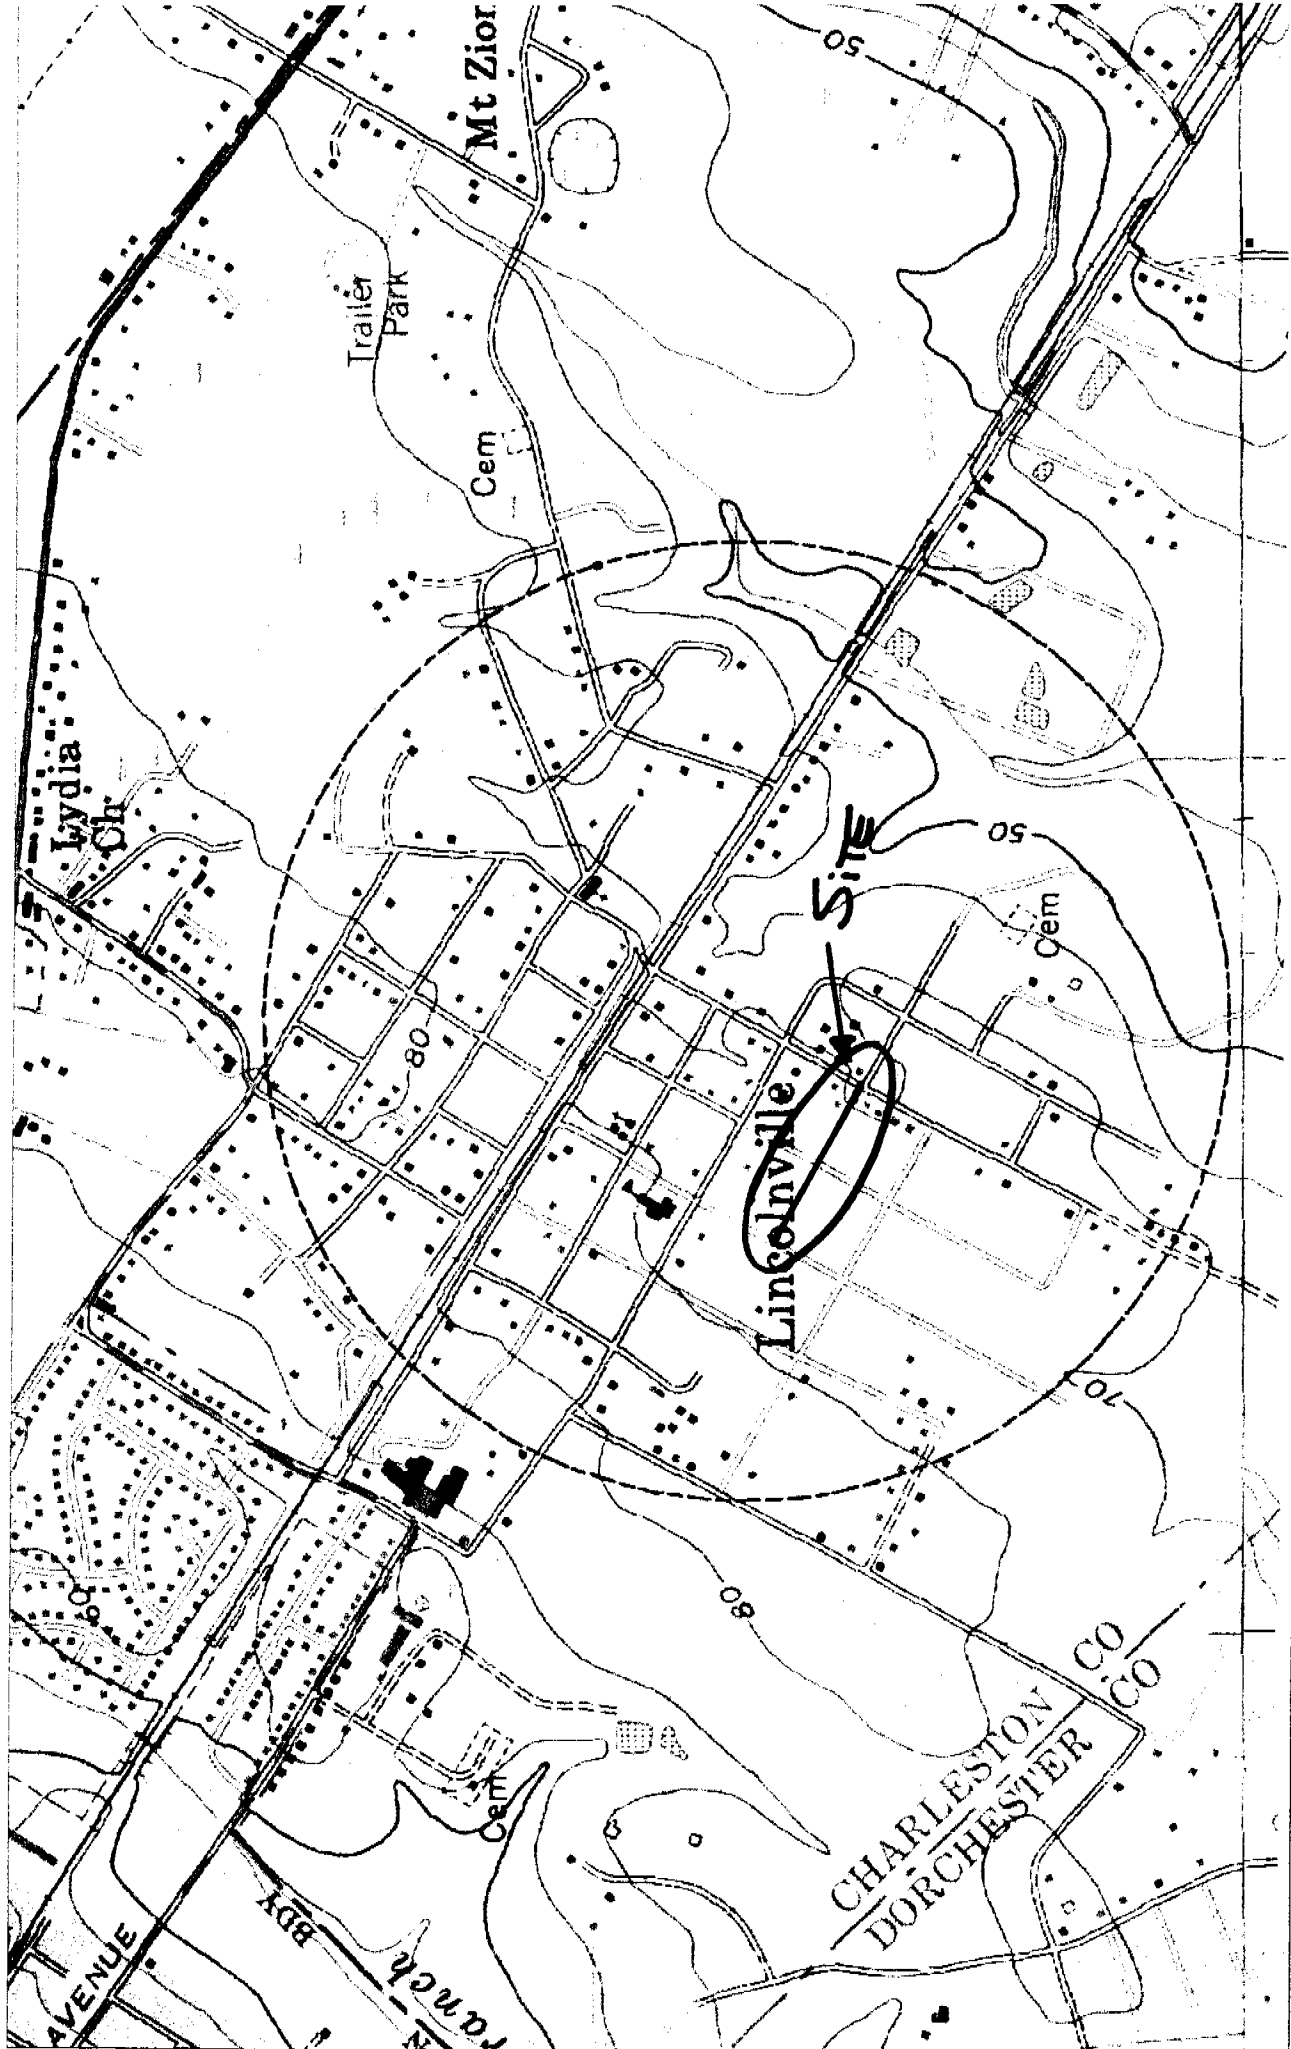 50
Mt Zion
Trailer
Park
Cem
Lydia
Ch
SITE
50
Cem
80
Lincolnville
70
80
60
CO
CO
CHARLESTON
DORCHESTER
Cem
BDY
AVENUE
ranch